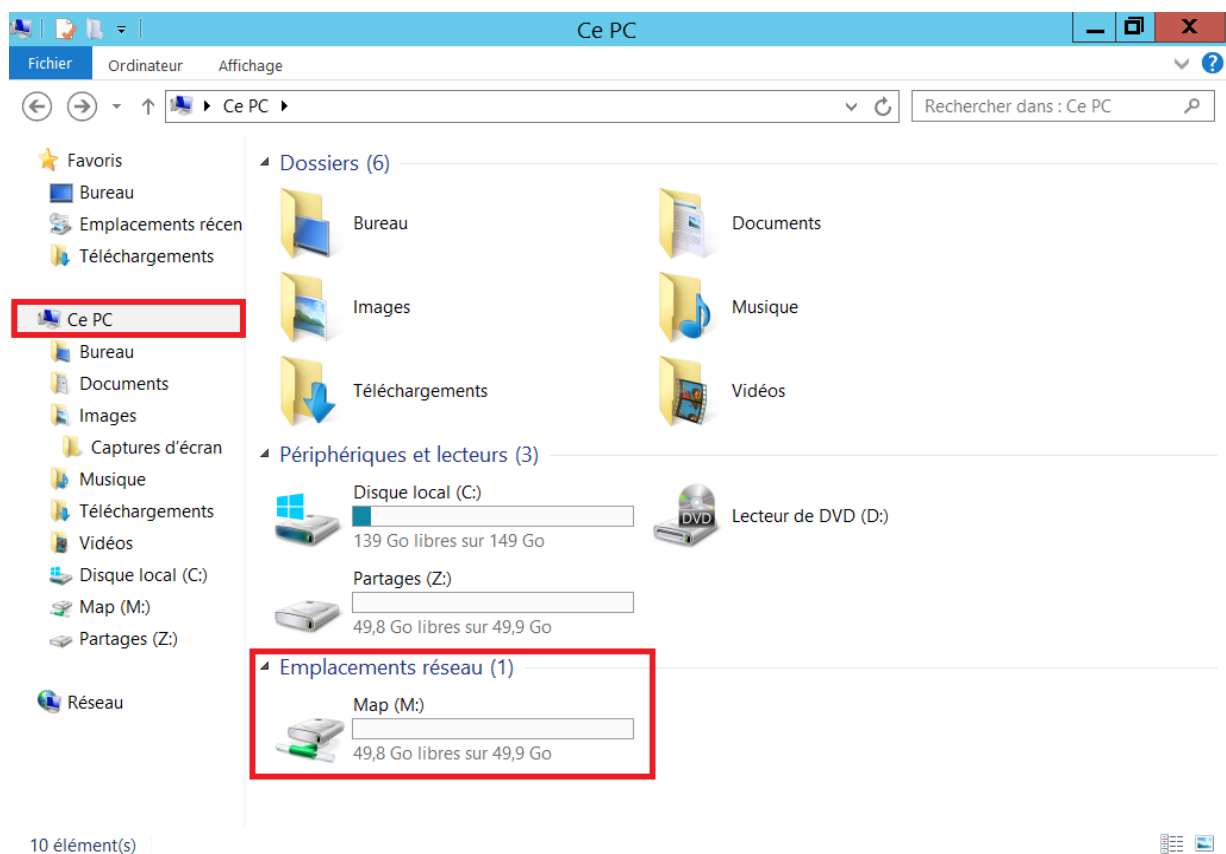 Ce PC
Fichier Ordinateur Affichage
Ce PC
Rechercher dans : Ce PC
Favoris
Bureau
Emplacements récen
Téléchargements
Ce PC
Bureau
Documents
Images
Captures d'écran
Musique
Téléchargements
Vidéos
Disque local (C:)
Map (M:)
Partages (Z:)
Réseau
Dossiers (6)
Bureau
Documents
Images
Musique
Téléchargements
Vidéos
Périphériques et lecteurs (3)
Disque local (C:)
139 Go libres sur 149 Go
DVD
Lecteur de DVD (D:)
Partages (Z:)
49,8 Go libres sur 49,9 Go
Emplacements réseau (1)
Map (M:)
49,8 Go libres sur 49,9 Go
10 élément(s)